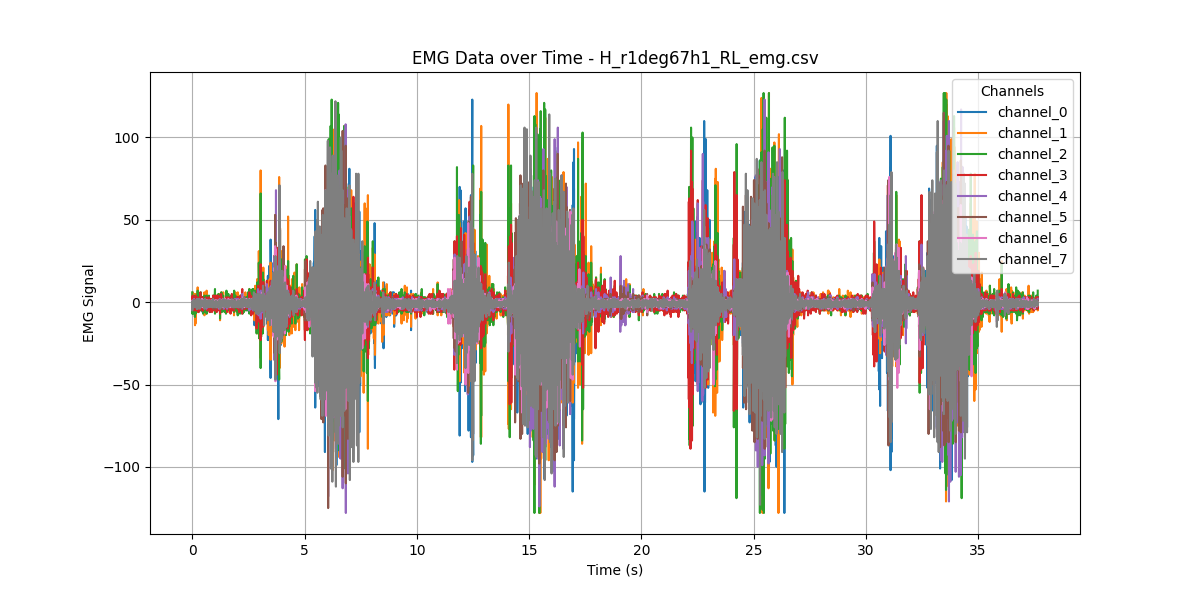 EMG Data over Time - H_r1deg67h1_RL_emg.csv
Channels
channel_0
channel_1
channel_2
channel_3
channel_4
channel_5
channel_6
channel_7
EMG Signal
100
50
0
−50
−100
0 5 10 15 20 25 30 35
Time (s)